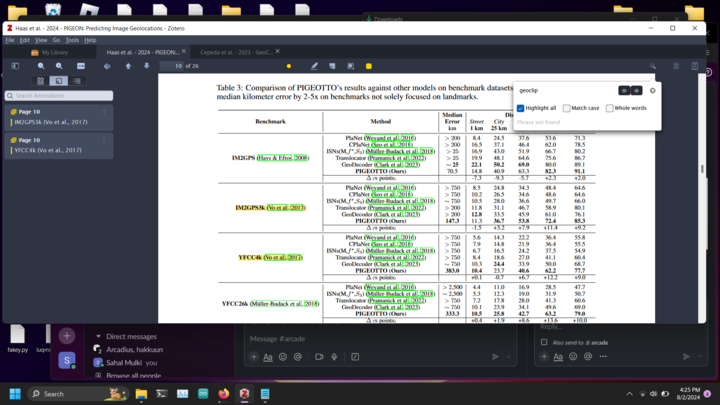 Downloads
Haas et al. - 2024 - PIGEON: Predicting Image Geolocations - Zotero
File Edit View Go Tools Help
My Library
Haas et al. - 2024 - PIGEON:...
Cepeda et al. - 2023 - GeoC...
10 of 26
Search Annotations
Page 10
IM2GPS3k (Vo et al., 2017)
Page 10
YFCC4k (Vo et al., 2017)
geoclip
Highlight all
Match case
Whole words
Phrase not found
Table 3: Comparison of PIGEOTTO's results against other models on benchmark datasets
median kilometer error by 2-5x on benchmarks not solely focused on landmarks.
Median
Benchmark Method Error Street City
km 1 km 25 km
IM2GPS (Hays & Efros, 2008)
PlaNet (Weyand et al., 2016) > 200 8.4 24.5 37.6 53.6 71.3
CPlaNet (Seo et al., 2018) > 200 16.5 37.1 46.4 62.0 78.5
ISNs(M,f*,S3) (Müller-Budack et al., 2018) > 25 16.9 43.0 51.9 66.7 80.2
Translocator (Pramanick et al., 2022) > 25 19.9 48.1 64.6 75.6 86.7
GeoDecoder (Clark et al., 2023) ~ 25 22.1 50.2 69.0 80.0 89.1
PIGEOTTO (Ours) 70.5 14.8 40.9 63.3 82.3 91.1
Δ (% points) -7.3 -9.3 -5.7 +2.3 +2.0
IM2GPS3k (Vo et al., 2017)
PlaNet (Weyand et al., 2016) > 750 8.5 24.8 34.3 48.4 64.6
CPlaNet (Seo et al., 2018) > 750 10.2 26.5 34.6 48.6 64.6
ISNs(M,f*,S3) (Müller-Budack et al., 2018) ~ 750 10.5 28.0 36.6 49.7 66.0
Translocator (Pramanick et al., 2022) > 750 11.8 31.1 46.7 58.9 80.1
GeoDecoder (Clark et al., 2023) > 750 12.8 33.5 45.9 61.0 76.1
PIGEOTTO (Ours) 147.3 11.3 36.7 53.8 72.4 85.3
Δ (% points) -1.5 +3.2 +7.9 +11.4 +9.2
YFCC4k (Vo et al., 2017)
PlaNet (Weyand et al., 2016) > 750 5.6 14.3 22.2 36.4 55.8
CPlaNet (Seo et al., 2018) > 750 7.9 14.8 21.9 36.4 55.5
ISNs(M,f*,S3) (Müller-Budack et al., 2018) > 750 6.7 16.5 24.2 37.5 54.9
Translocator (Pramanick et al., 2022) > 750 8.4 18.6 27.0 41.1 60.4
GeoDecoder (Clark et al., 2023) ~ 750 10.3 24.4 33.9 50.0 68.7
PIGEOTTO (Ours) 383.0 10.4 23.7 40.6 62.2 77.7
Δ (% points) +0.1 -0.7 +6.7 +12.2 +9.0
YFCC26k (Müller-Budack et al., 2018)
PlaNet (Weyand et al., 2016) > 2,500 4.4 11.0 16.9 28.5 47.7
ISNs(M,f*,S3) (Müller-Budack et al., 2018) ~ 2,500 5.3 12.3 19.0 31.9 50.7
Translocator (Pramanick et al., 2022) > 750 7.2 17.8 28.0 41.3 60.6
GeoDecoder (Clark et al., 2023) ~ 750 10.1 23.9 34.1 49.6 69.0
PIGEOTTO (Ours) 333.3 10.5 25.8 42.7 63.2 79.0
Δ (% points) +0.4 +1.9 +8.6 +13.6 +10.0
fakey.py
Direct messages
Arcadius, hakkuun
Sahal Mulki you
Browse all people
S
Message #arcade
Reply...
Also send to # arcade
Search
4:25 PM
8/2/2024